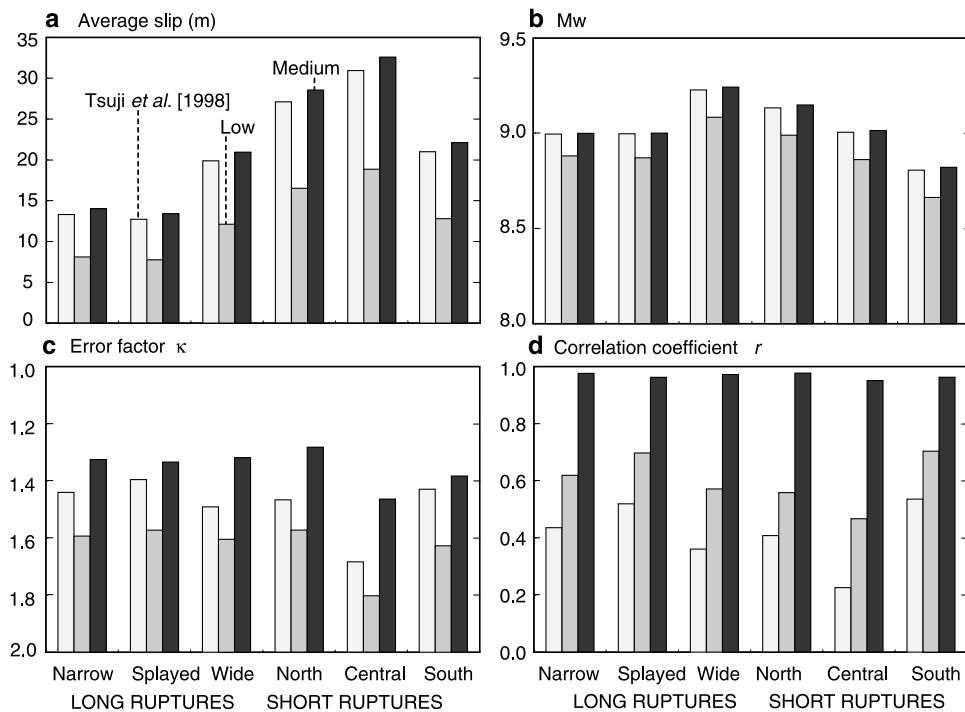 a Average slip (m)
35
30
25
20
15
10
5
0
Tsuji et al. [1998]
Low
Medium
b Mw
9.5
9.0
8.5
8.0
c Error factor κ
1.0
1.2
1.4
1.6
1.8
2.0
Narrow Splayed Wide North Central South
LONG RUPTURES SHORT RUPTURES
d Correlation coefficient r
1.0
0.8
0.6
0.4
0.2
0.0
Narrow Splayed Wide North Central South
LONG RUPTURES SHORT RUPTURES